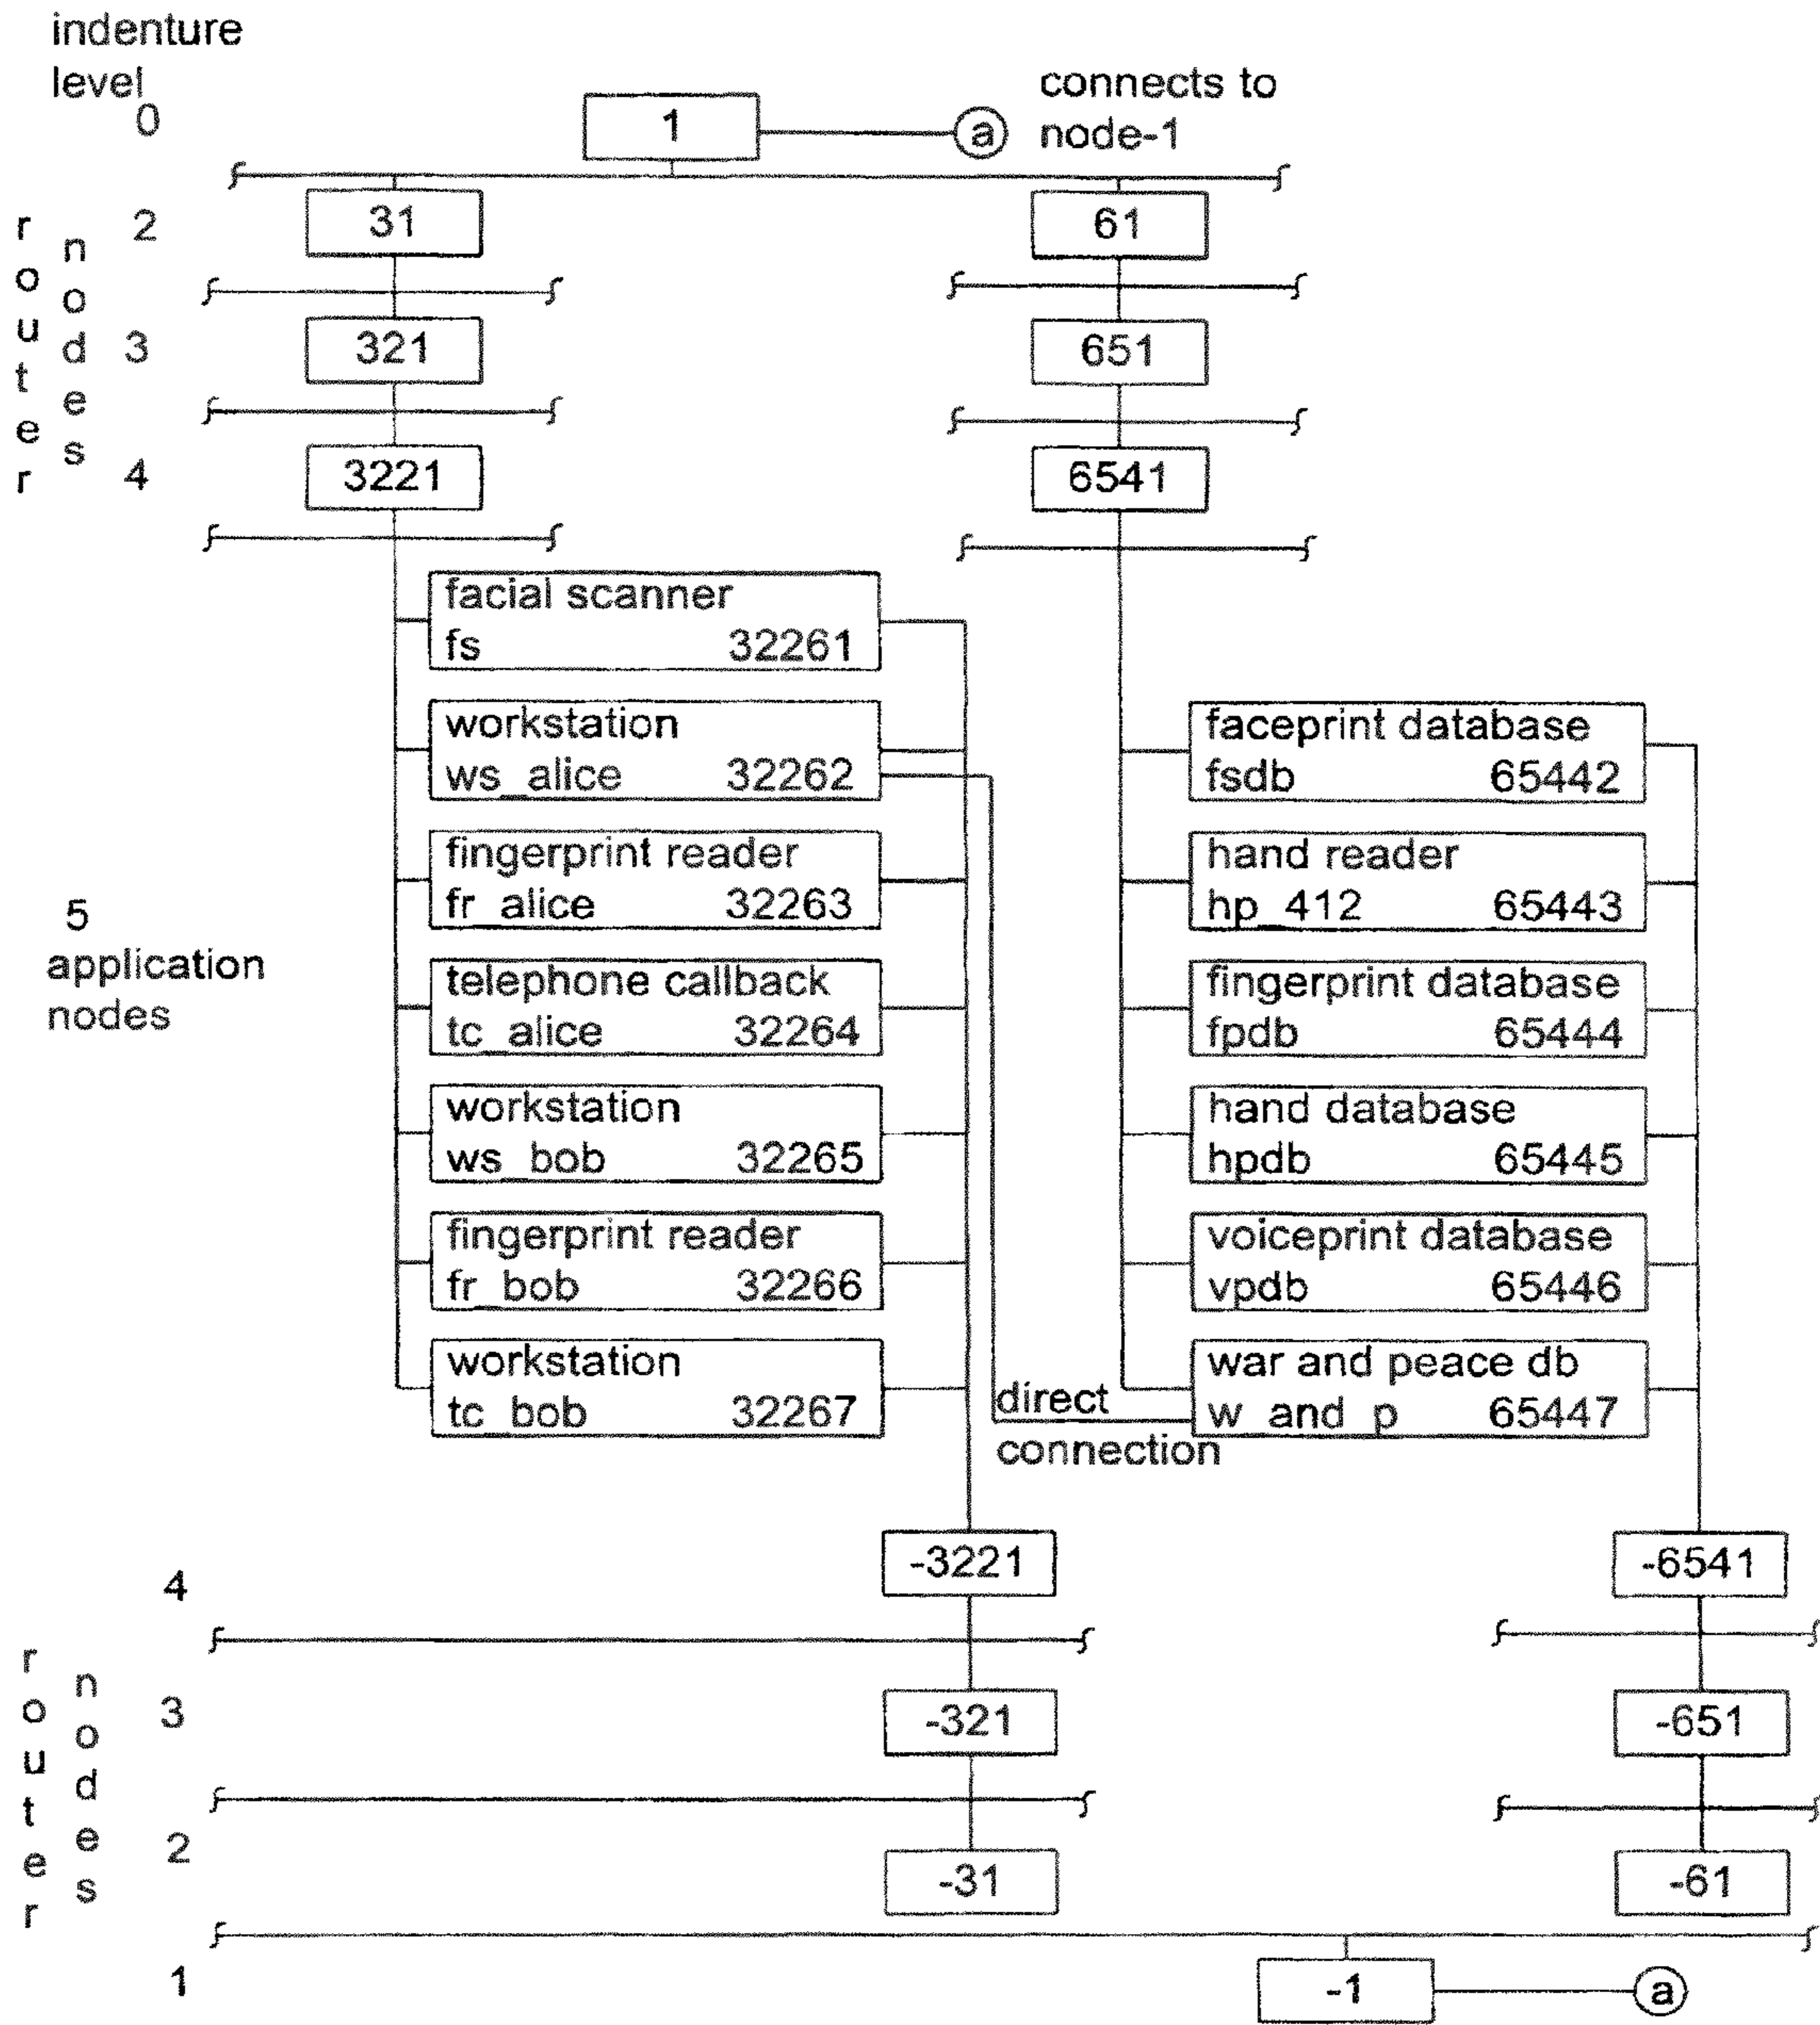 indenture
level
0
1
a
connects to
node-1
router
nodes
2
31
61
3
321
651
4
3221
6541
facial scanner
fs 32261
workstation
ws_alice 32262
fingerprint reader
fr_alice 32263
telephone callback
tc_alice 32264
workstation
ws_bob 32265
fingerprint reader
fr_bob 32266
workstation
tc_bob 32267
5
application
nodes
faceprint database
fsdb 65442
hand reader
hp_412 65443
fingerprint database
fpdb 65444
hand database
hpdb 65445
voiceprint database
vpdb 65446
war and peace db
w_and_p 65447
direct
connection
router
nodes
4
-3221
-6541
3
-321
-651
2
-31
-61
1
-1
a